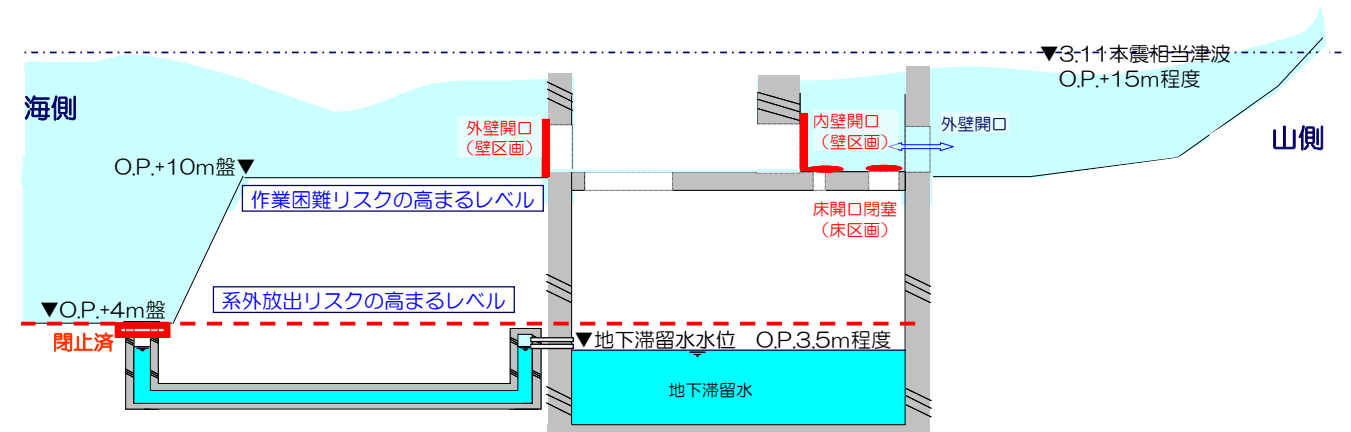 ▼3.11本震相当津波
O.P.+15m程度
海側
外壁開口
（壁区画）
内壁開口
（壁区画）
外壁開口
山側
O.P.+10m盤▼
作業困難リスクの高まるレベル
床開口閉塞
（床区画）
系外放出リスクの高まるレベル
▼O.P.+4m盤
閉止済
▼地下滞留水水位　O.P.3.5m程度
地下滞留水